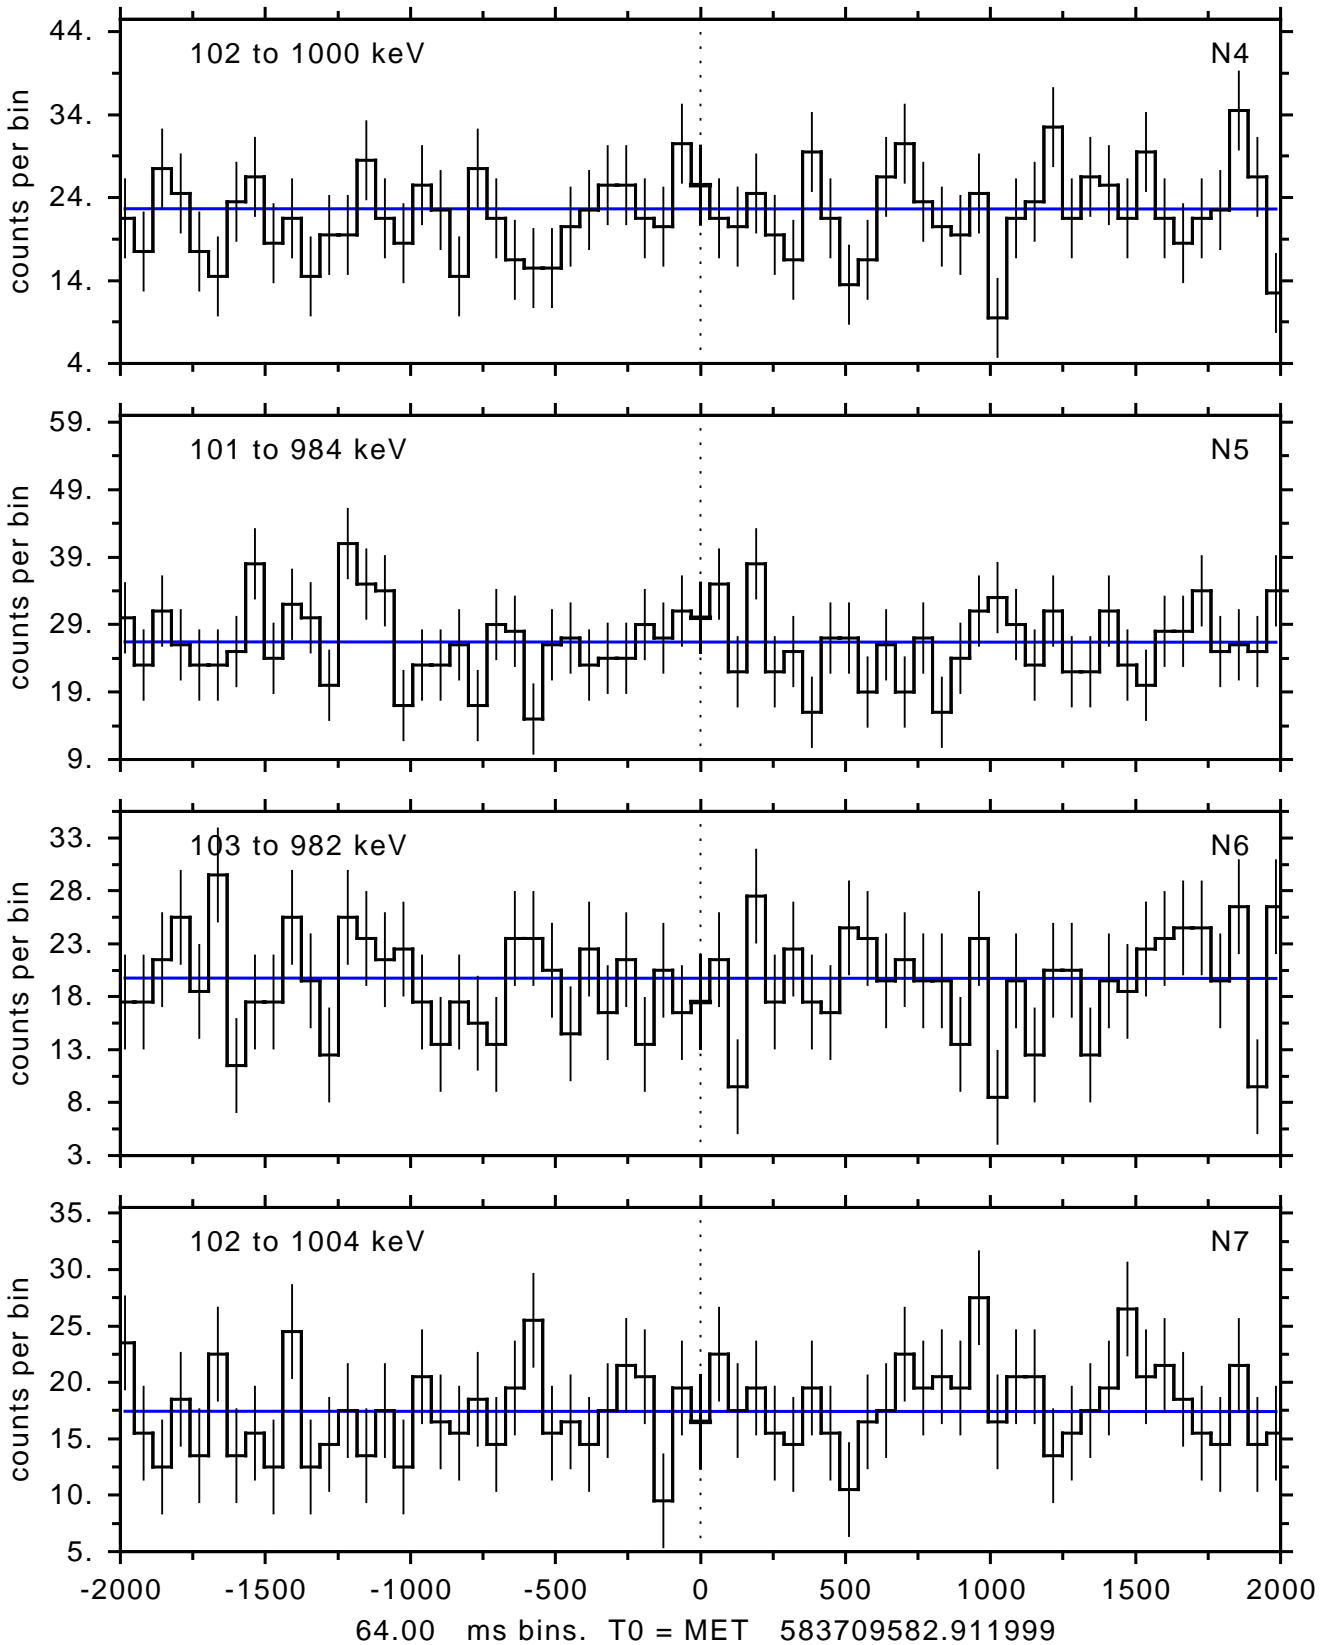 102 to 1000 keV N4
counts per bin
44.
34.
24.
14.
4.
101 to 984 keV N5
counts per bin
59.
49.
39.
29.
19.
9.
103 to 982 keV N6
counts per bin
33.
28.
23.
18.
13.
8.
3.
102 to 1004 keV N7
counts per bin
35.
30.
25.
20.
15.
10.
5.
-2000 -1500 -1000 -500 0 500 1000 1500 2000
64.00 ms bins. T0 = MET 583709582.911999